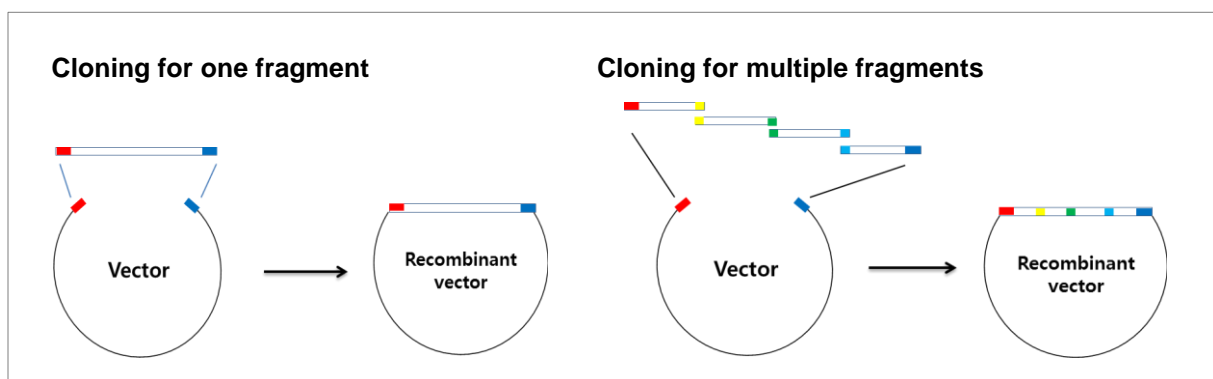 Cloning for one fragment
Vector
Recombinant
vector
Cloning for multiple fragments
Vector
Recombinant
vector